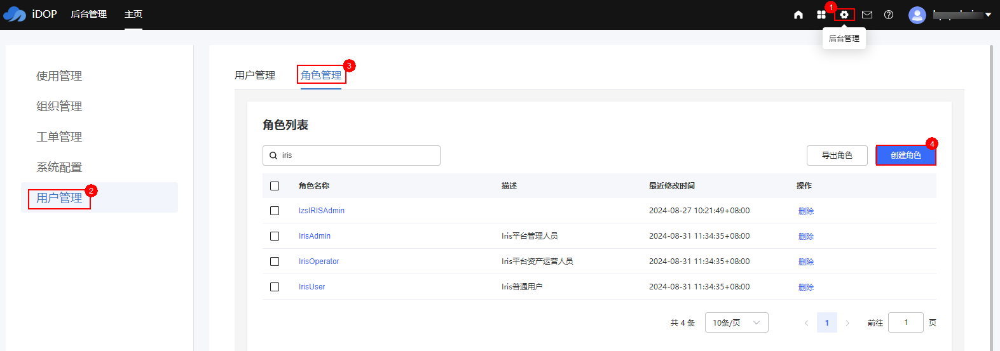 iDOP 后台管理 主页 1
后台管理
使用管理
组织管理
工单管理
系统配置
用户管理 2
用户管理 角色管理 3
角色列表
iris 导出角色 创建角色 4
角色名称 描述 最近修改时间 操作
IzsIRISAdmin 2024-08-27 10:21:49+08:00 删除
IrisAdmin Iris平台管理人员 2024-08-31 11:34:35+08:00 删除
IrisOperator Iris平台资产运营人员 2024-08-31 11:34:35+08:00 删除
IrisUser Iris普通用户 2024-08-31 11:34:35+08:00 删除
共 4 条 10条/页 1 前往 1 页